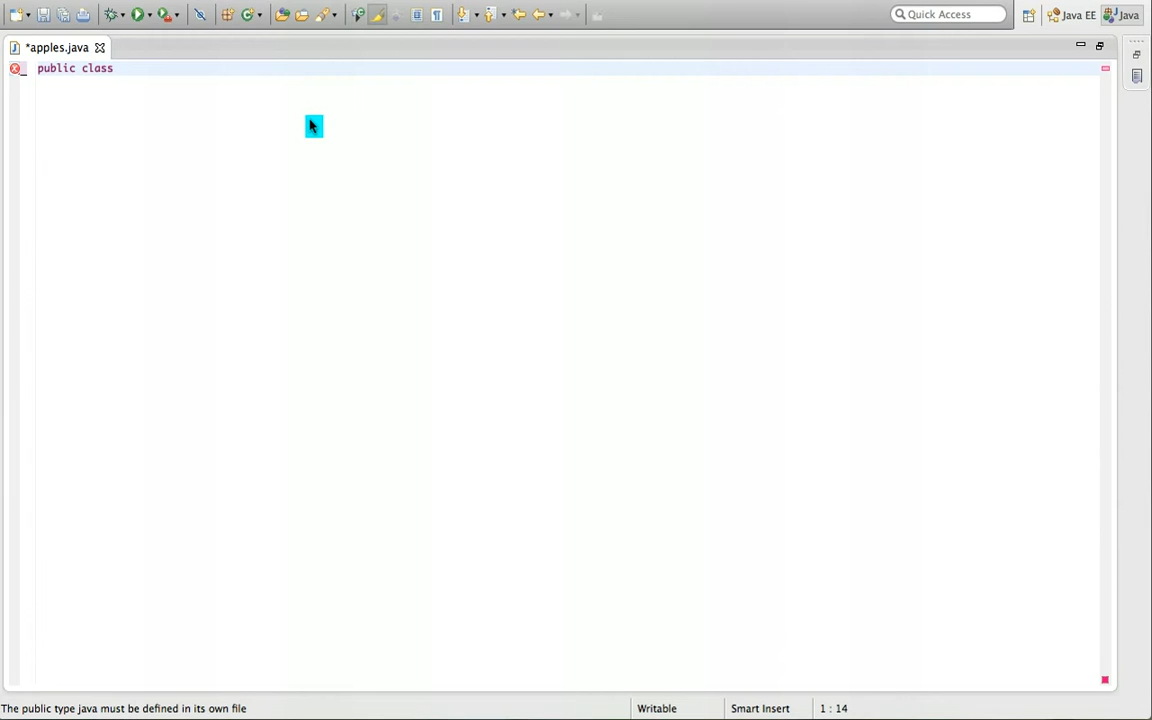 Quick Access
Java EE
Java
*apples.java
public class
The public type java must be defined in its own file
Writable
Smart Insert
1 : 14